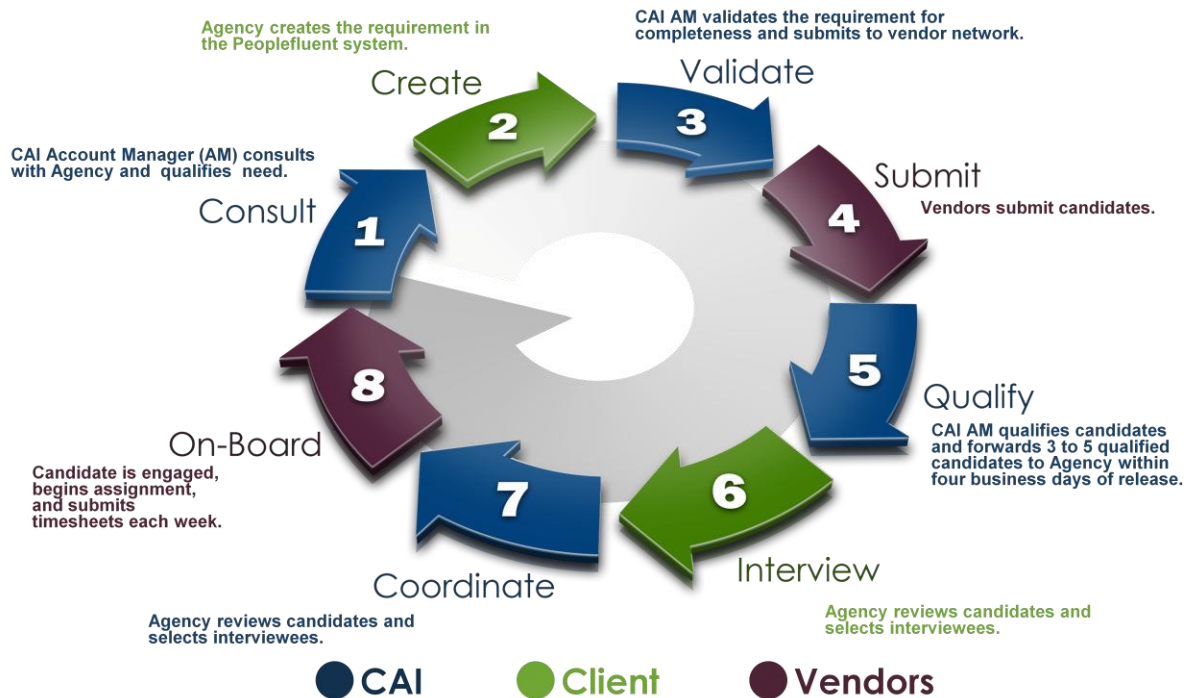 CAI Account Manager (AM) consults
with Agency and  qualifies  need.
Consult
1
Agency creates the requirement in
the Peoplefluent system.
Create
2
CAI AM validates the requirement for
completeness and submits to vendor network.
Validate
3
Submit
Vendors submit candidates.
4
5
Qualify
CAI AM qualifies candidates
and forwards 3 to 5 qualified
candidates to Agency within
four business days of release.
6
Interview
Agency reviews candidates and
selects interviewees.
7
Coordinate
Agency reviews candidates and
selects interviewees.
8
On-Board
Candidate is engaged,
begins assignment,
and submits
timesheets each week.
CAI
Client
Vendors